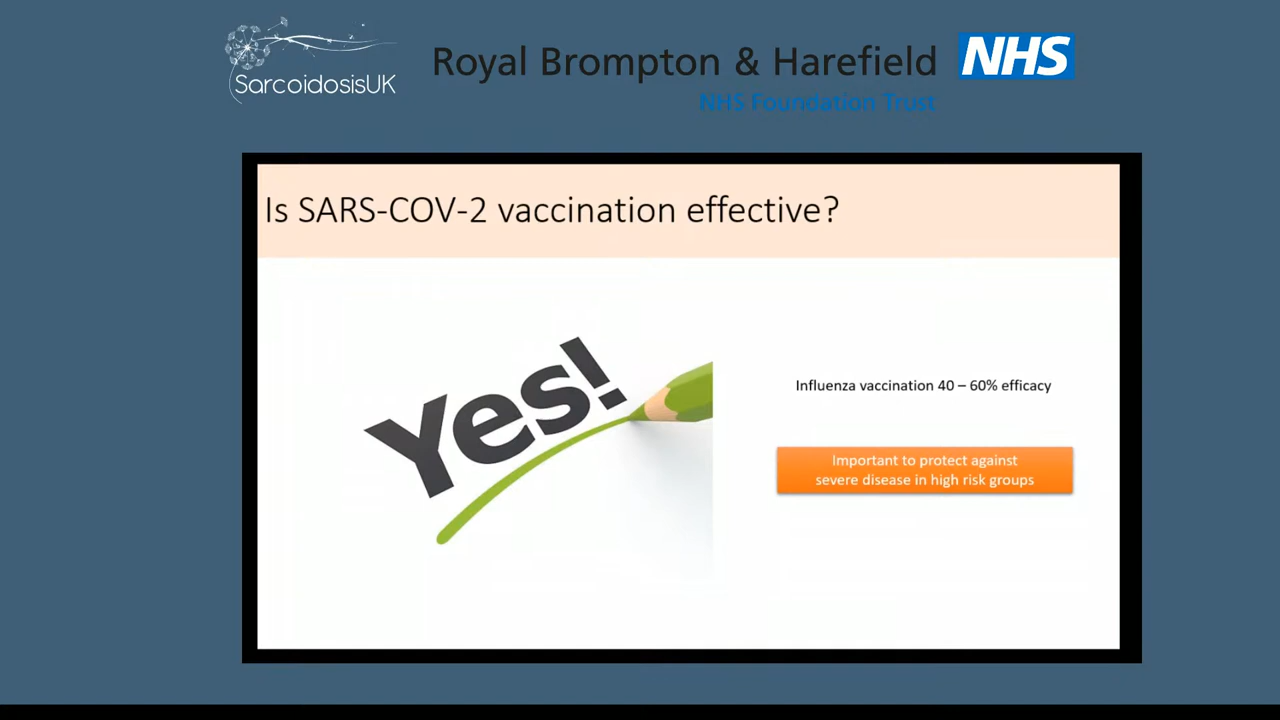 SarcoidosisUK
Royal Brompton & Harefield NHS
NHS Foundation Trust
Is SARS-COV-2 vaccination effective?
Yes!
Influenza vaccination 40 – 60% efficacy
Important to protect against
severe disease in high risk groups